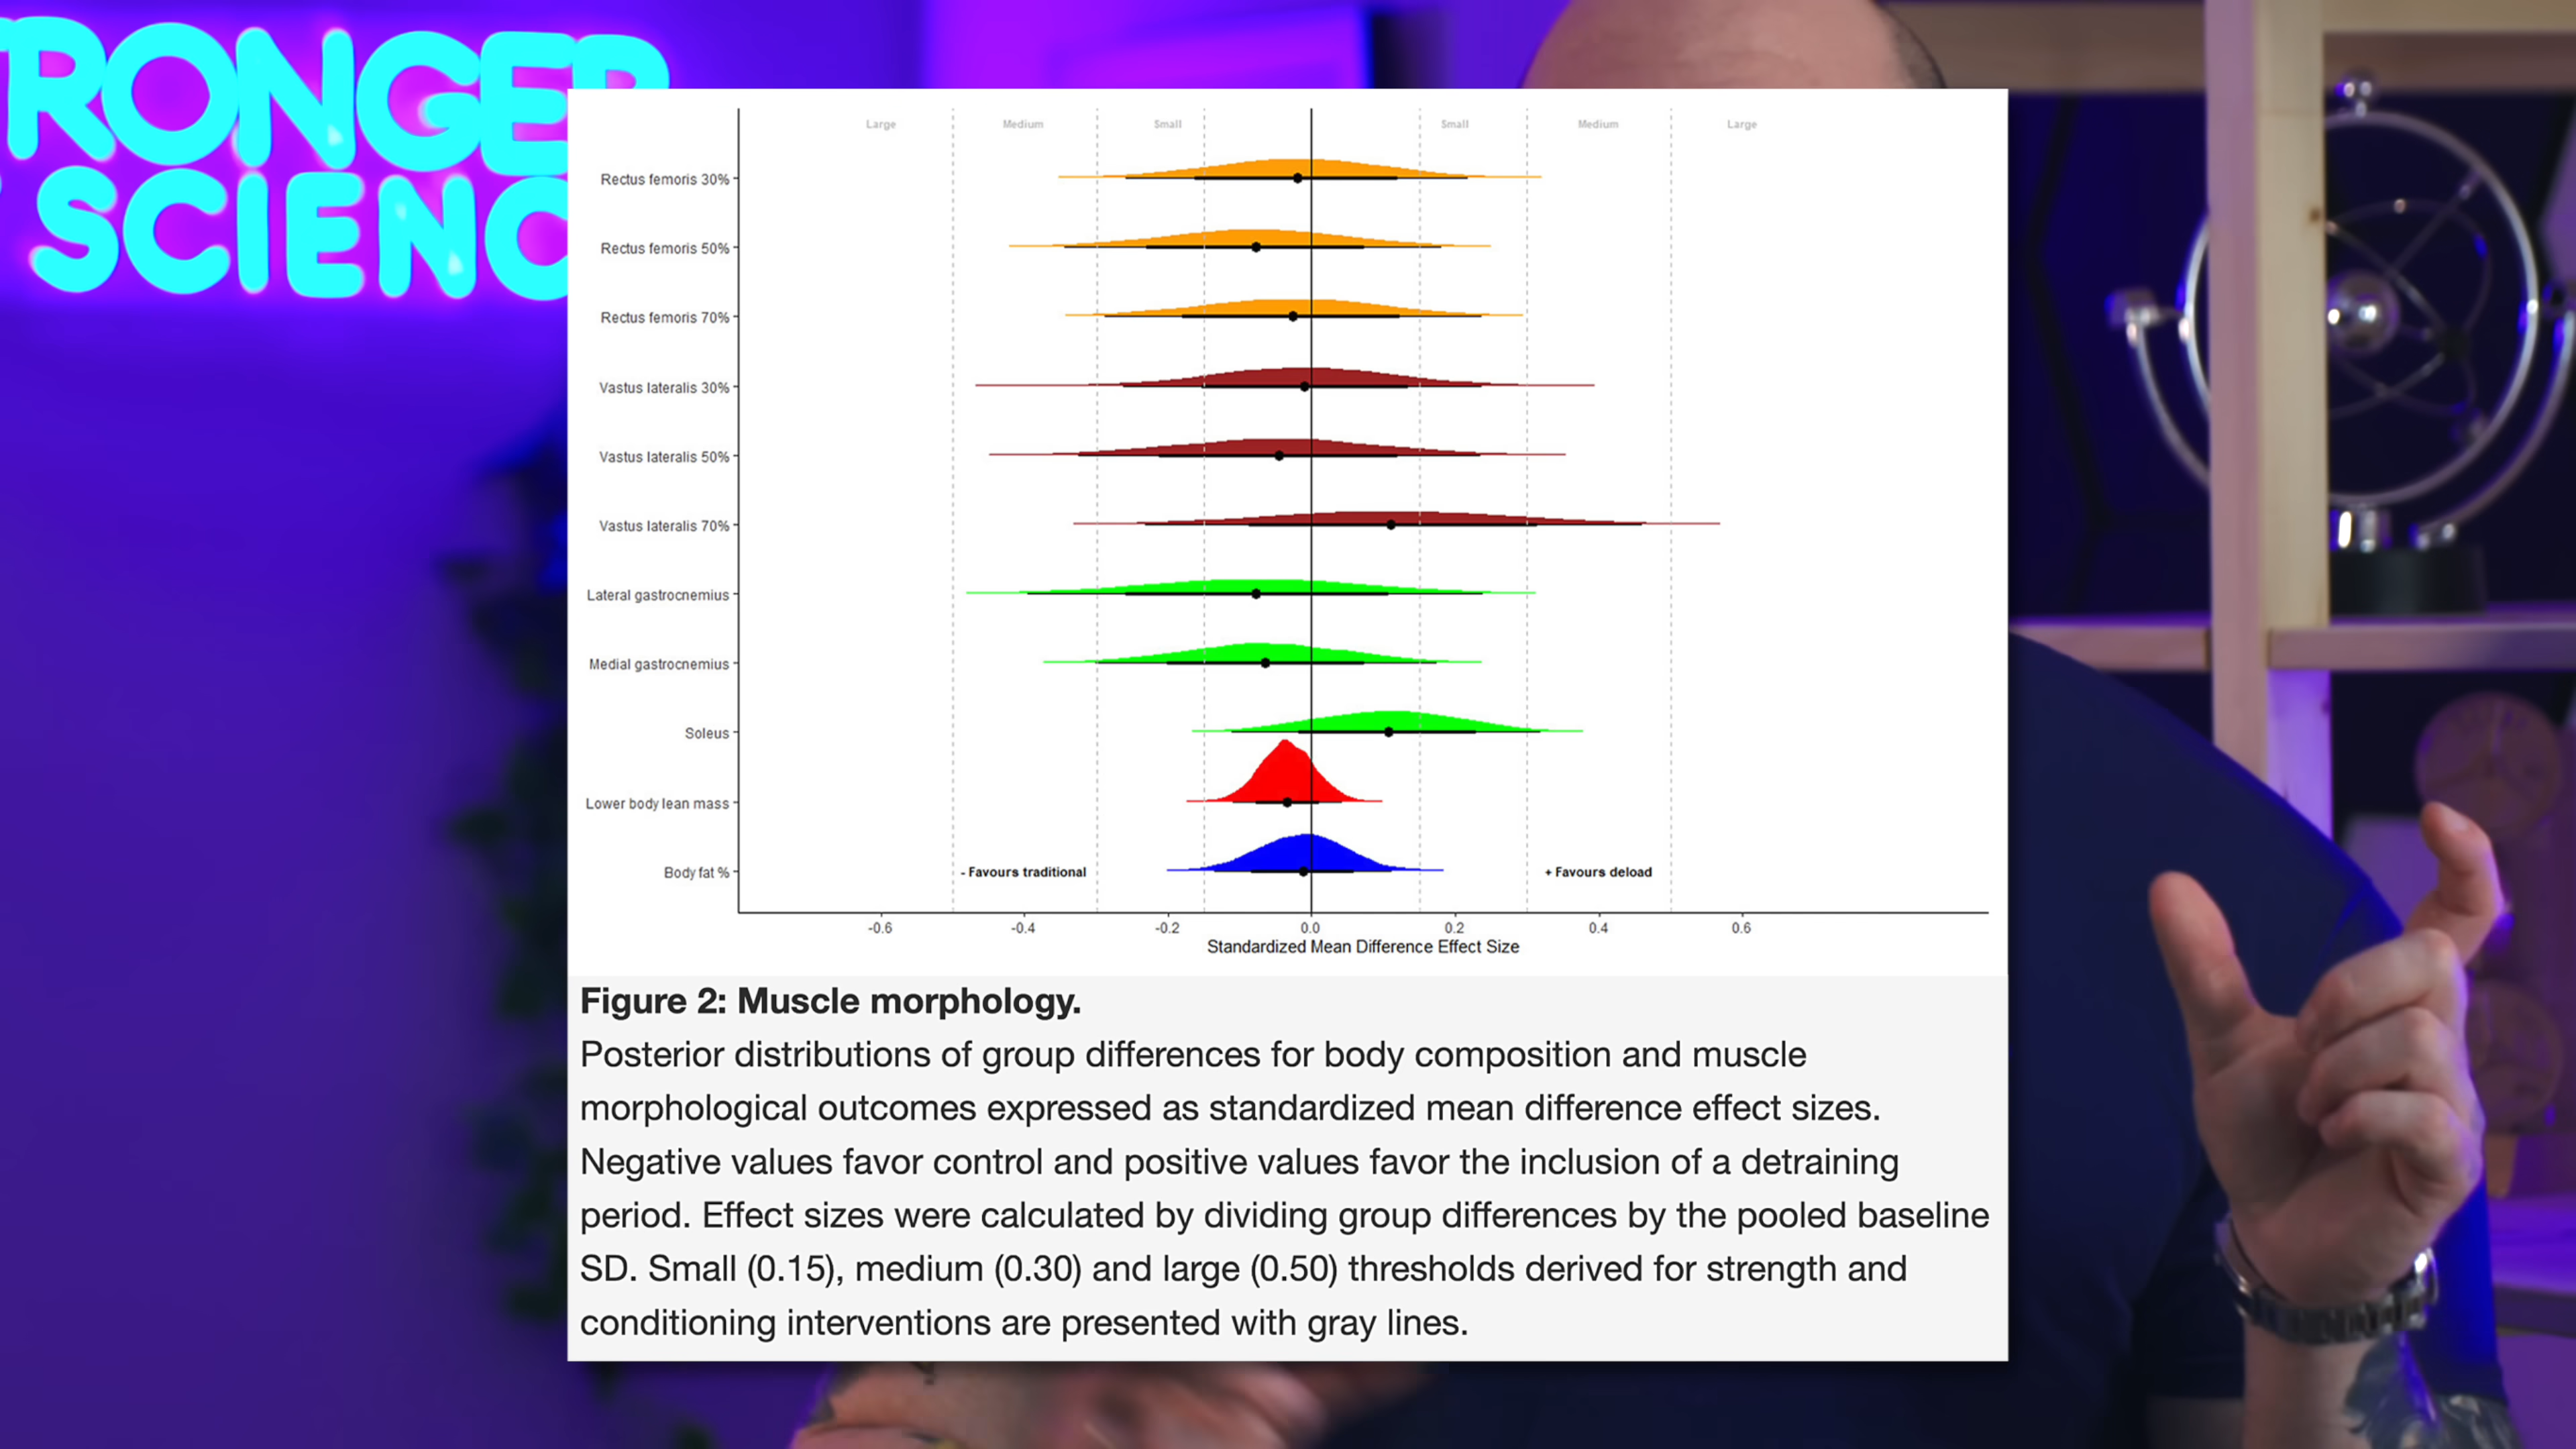 RONGER
SCIENC
Large Medium Small Small Medium Large
Rectus femoris 30%
Rectus femoris 50%
Rectus femoris 70%
Vastus lateralis 30%
Vastus lateralis 50%
Vastus lateralis 70%
Lateral gastrocnemius
Medial gastrocnemius
Soleus
Lower body lean mass
Body fat %
- Favours traditional + Favours deload
-0.6 -0.4 -0.2 0.0 0.2 0.4 0.6
Standardized Mean Difference Effect Size
Figure 2: Muscle morphology.
Posterior distributions of group differences for body composition and muscle
morphological outcomes expressed as standardized mean difference effect sizes.
Negative values favor control and positive values favor the inclusion of a detraining
period. Effect sizes were calculated by dividing group differences by the pooled baseline
SD. Small (0.15), medium (0.30) and large (0.50) thresholds derived for strength and
conditioning interventions are presented with gray lines.